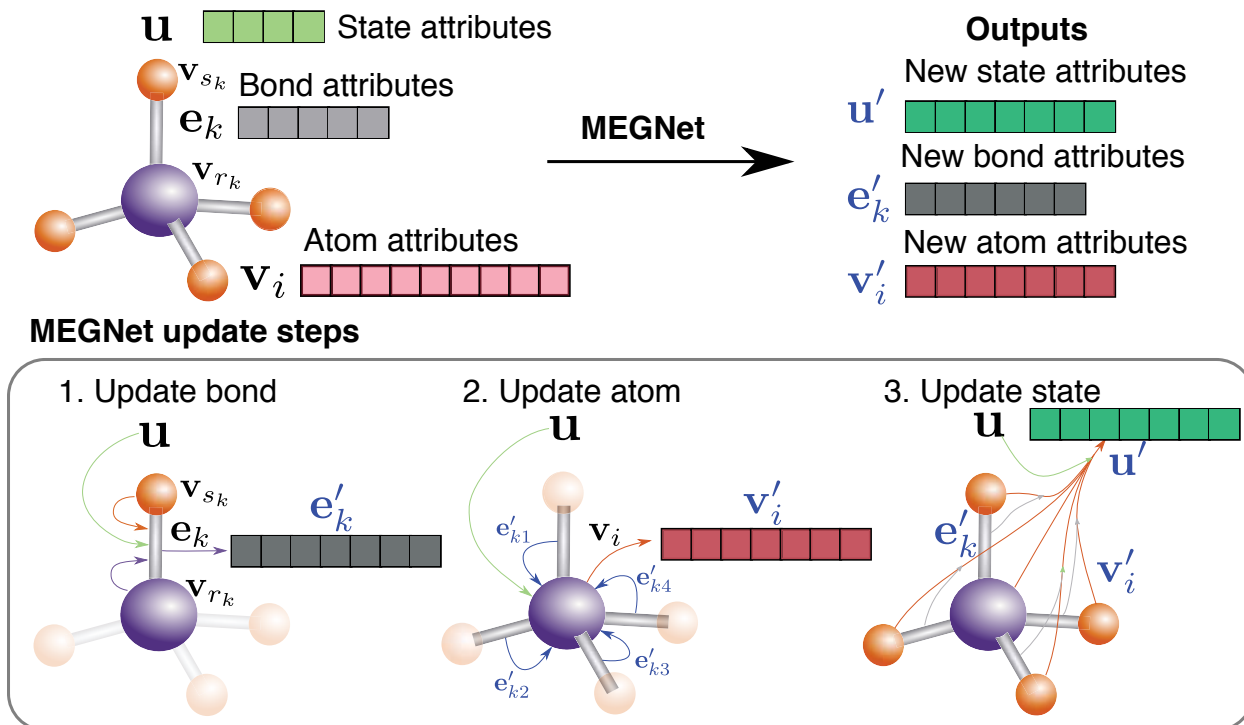 u State attributes
v_{s_k}
Bond attributes
e_k
v_{r_k}
Atom attributes
v_i
MEGNet
Outputs
New state attributes
u′
New bond attributes
e′_k
New atom attributes
v′_i
MEGNet update steps
1. Update bond
u
v_{s_k}
e_k
e′_k
v_{r_k}
2. Update atom
u
v′_i
e′_{k1}
v_i
e′_{k4}
e′_{k2}
e′_{k3}
3. Update state
u
u′
e′_k
v′_i